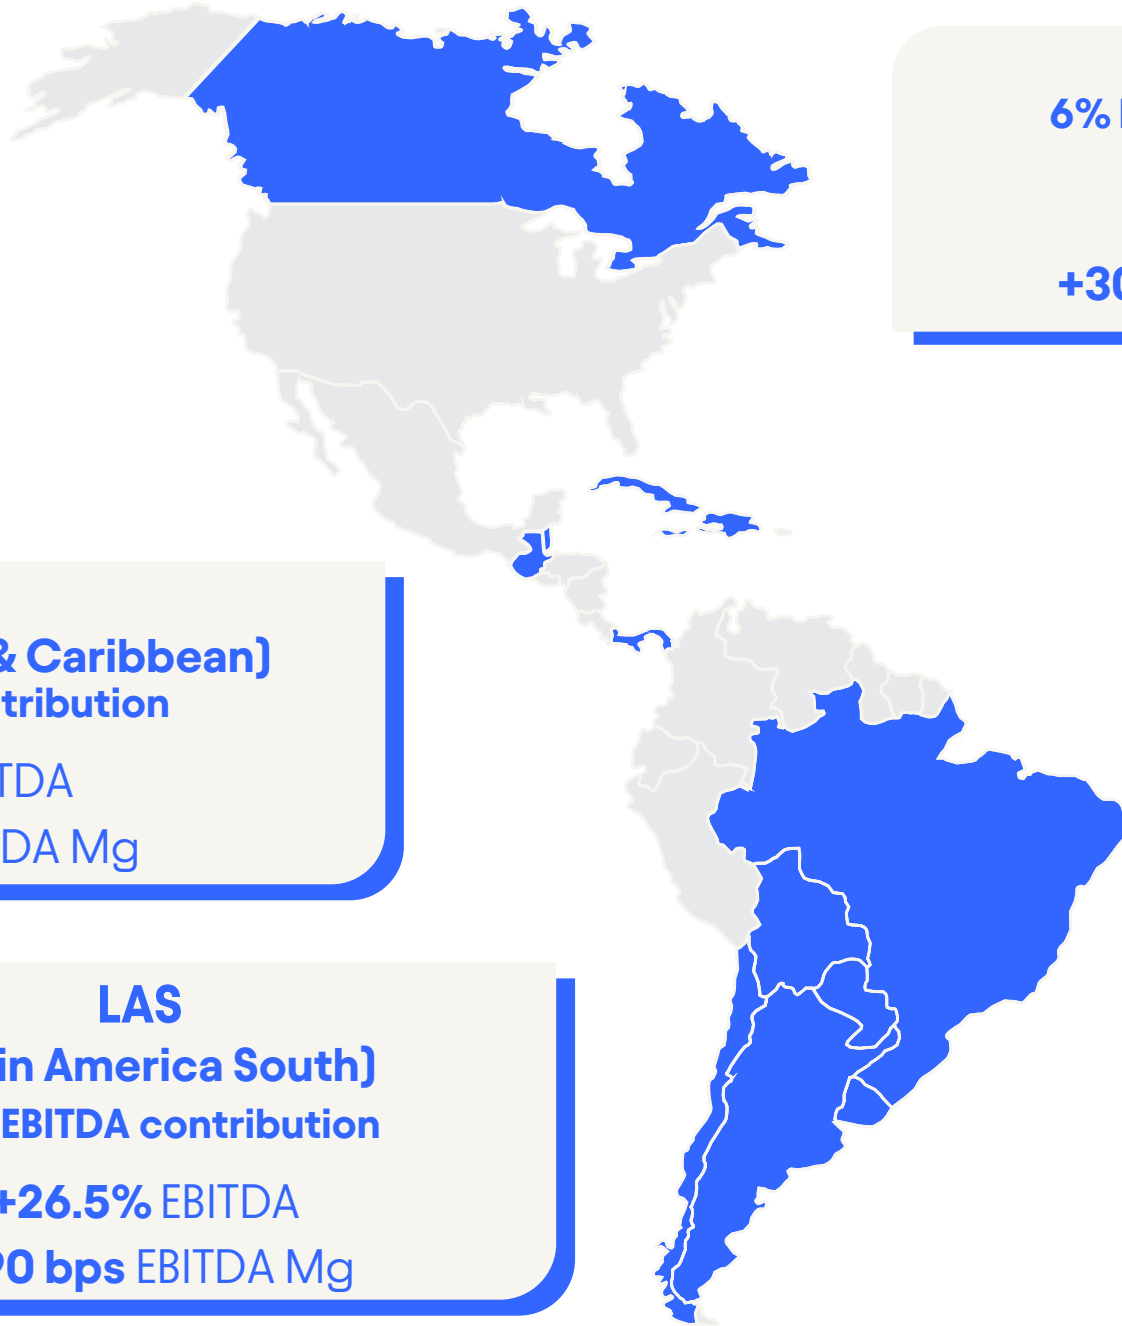 6%
+30
& Caribbean)
tribution
TDA
DA Mg
LAS
in America South)
EBITDA contribution
+26.5% EBITDA
0 bps EBITDA Mg